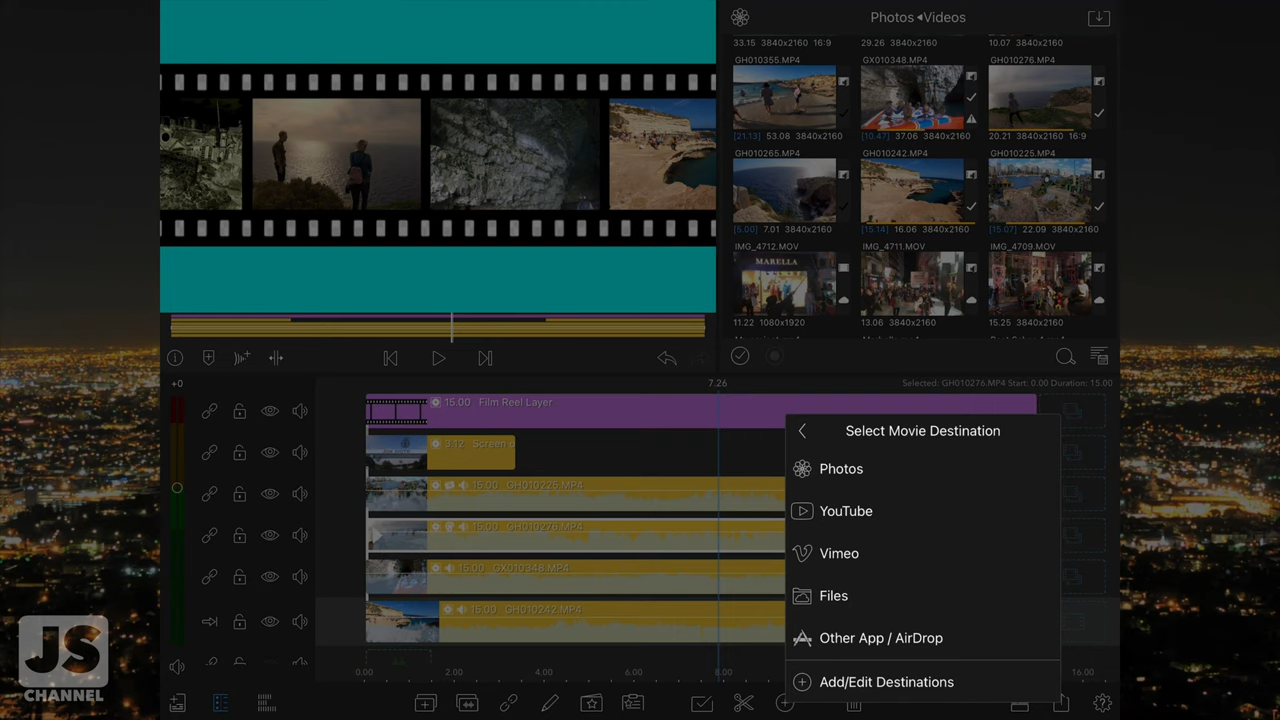 Photos ◂Videos
33.15 3840x2160 16:9
29.26 3840x2160
10.07 3840x2160
GH010355.MP4
GX010348.MP4
GH010276.MP4
[21.13] 53.08 3840x2160
[10.47] 37.06 3840x2160
20.21 3840x2160 16:9
GH010265.MP4
GH010242.MP4
GH010225.MP4
[5.00] 7.01 3840x2160
[15.14] 16.06 3840x2160
[15.07] 22.09 3840x2160
IMG_4712.MOV
IMG_4711.MOV
IMG_4709.MOV
MARELLA
11.22 1080x1920
13.06 3840x2160
15.25 3840x2160
+0
7.26
Selected: GH010276.MP4 Start: 0.00 Duration: 15.00
15.00 Film Reel Layer
3.12 Screen
15.00 GH010225.MP4
15.00 GH010276.MP4
15.00 GX010348.MP4
15.00 GH010242.MP4
Select Movie Destination
Photos
YouTube
Vimeo
Files
Other App / AirDrop
Add/Edit Destinations
0.00 2.00 4.00 6.00 8.00 16.00
JS
CHANNEL